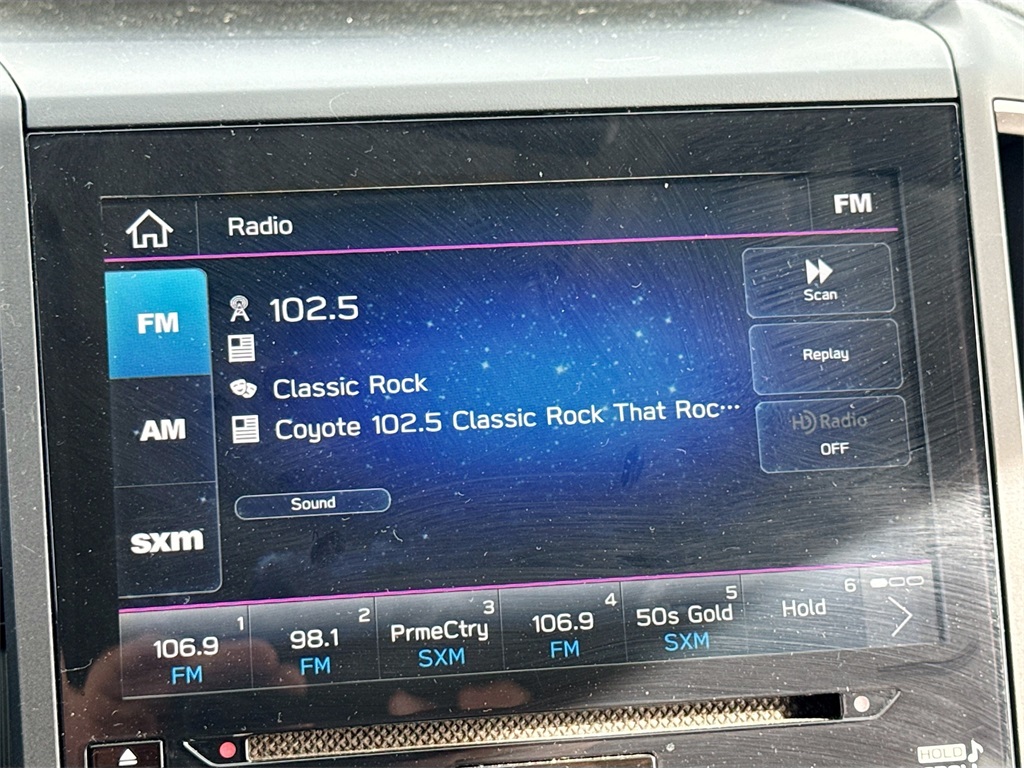 Radio
FM
FM
AM
sxm
102.5
Classic Rock
Coyote 102.5 Classic Rock That Roc···
Sound
Scan
Replay
HD Radio
OFF
1
106.9
FM
2
98.1
FM
3
PrmeCtry
SXM
4
106.9
FM
5
50s Gold
SXM
6
Hold
HOLD